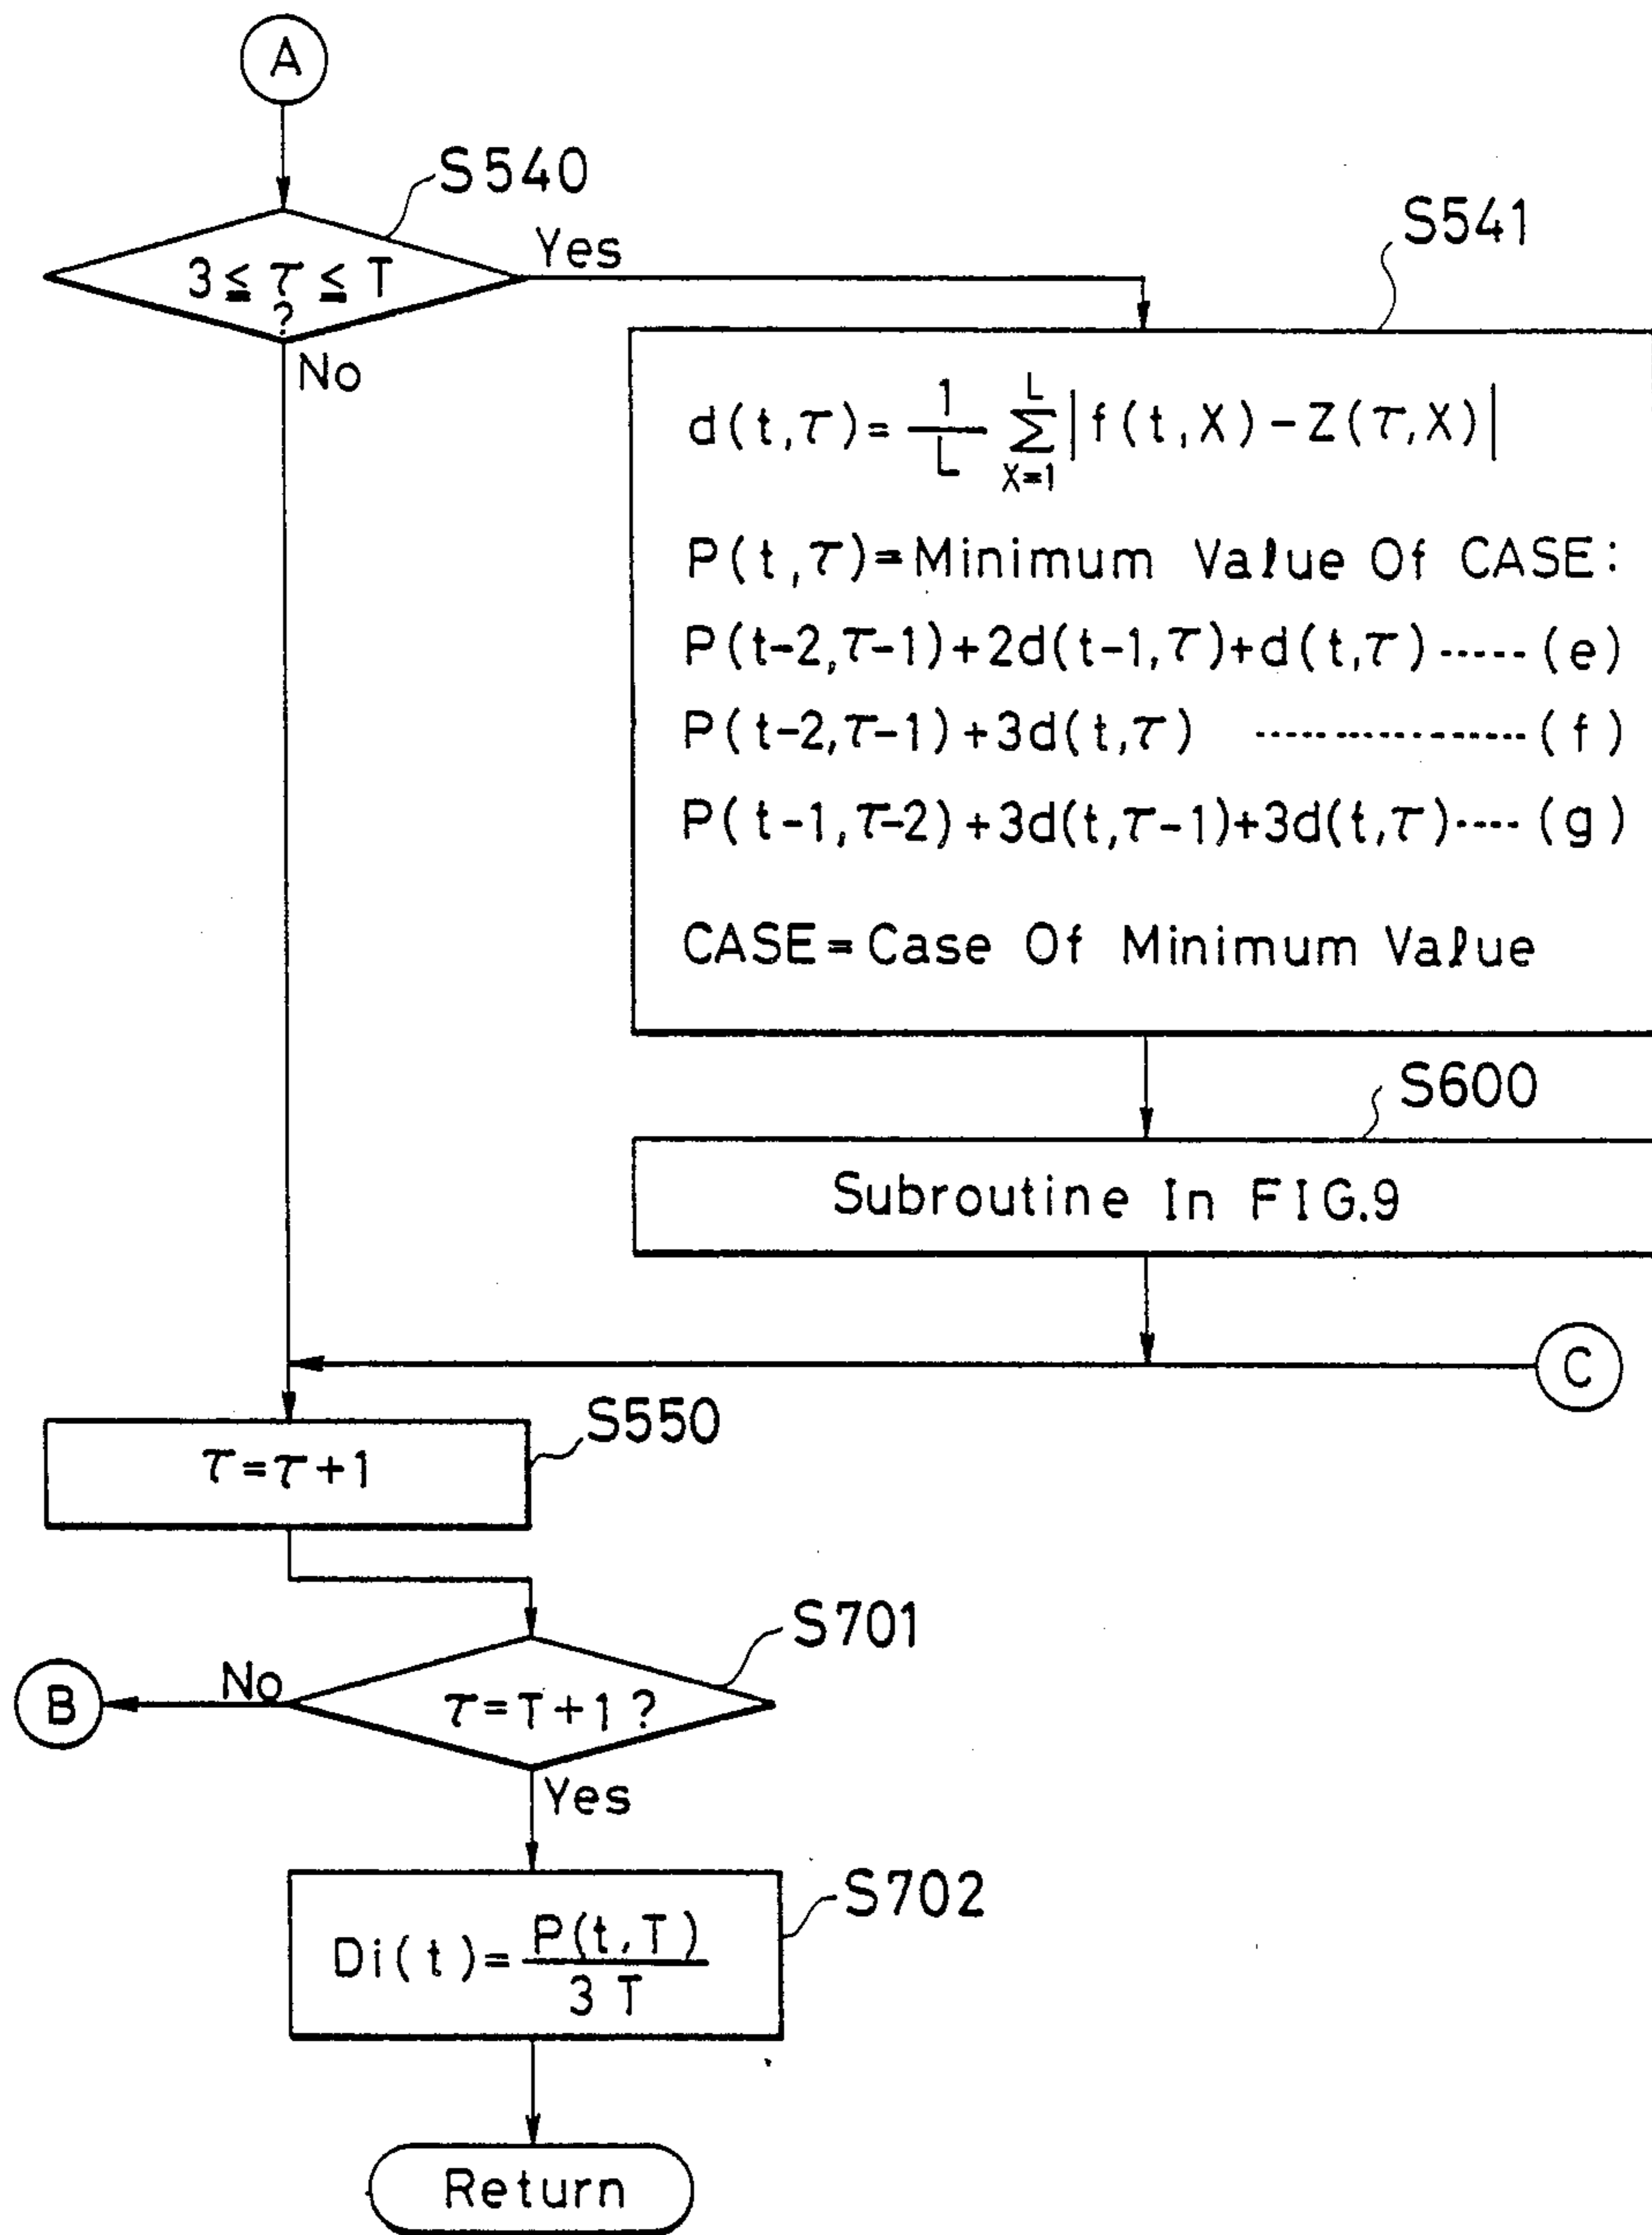 A
S540
3 ≦ τ ≦ T
?
Yes
No
S541
d(t,τ)= 1/L Σ_{X=1}^{L} |f(t,X)-Z(τ,X)|
P(t,τ)=Minimum Value Of CASE:
P(t-2,τ-1)+2d(t-1,τ)+d(t,τ)-----(e)
P(t-2,τ-1)+3d(t,τ) -----------------(f)
P(t-1,τ-2)+3d(t,τ-1)+3d(t,τ)----(g)
CASE=Case Of Minimum Value
S600
Subroutine In FIG.9
C
S550
τ=τ+1
S701
τ=T+1?
No
B
Yes
S702
Di(t)= P(t,T)/3T
Return